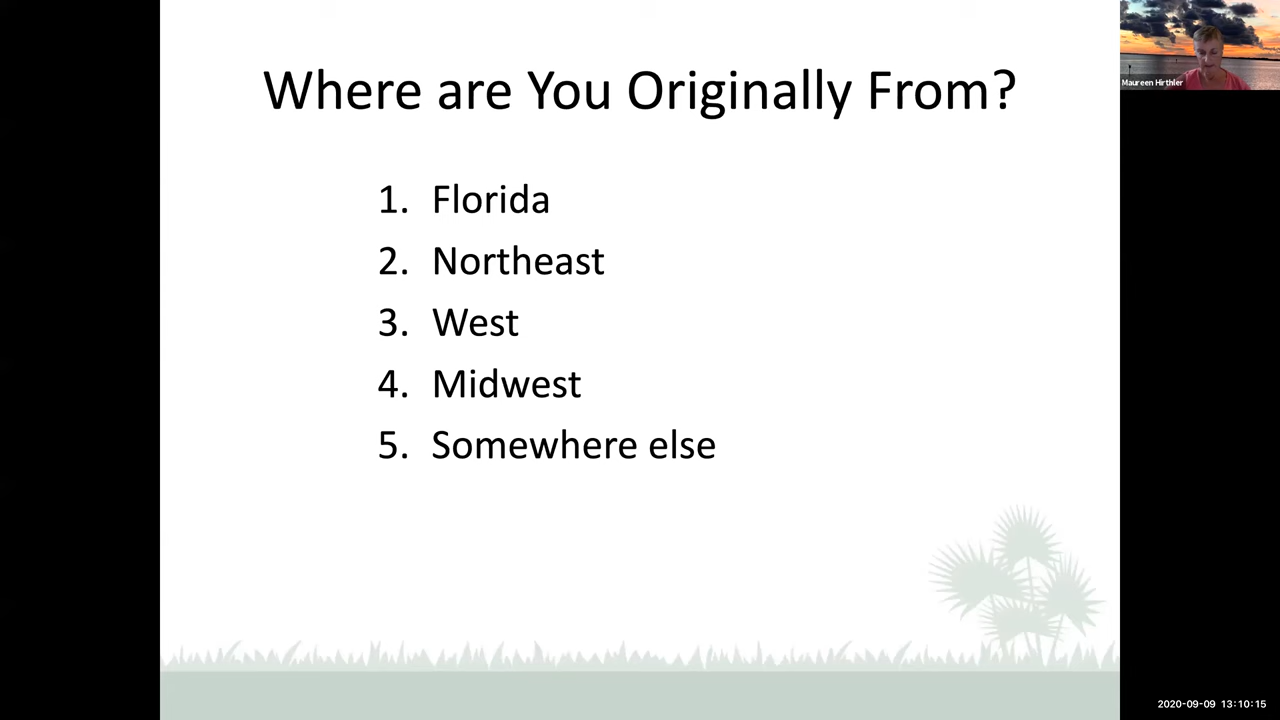 Where are You Originally From?
1. Florida
2. Northeast
3. West
4. Midwest
5. Somewhere else
Maureen Hirthler
2020-09-09 13:10:15